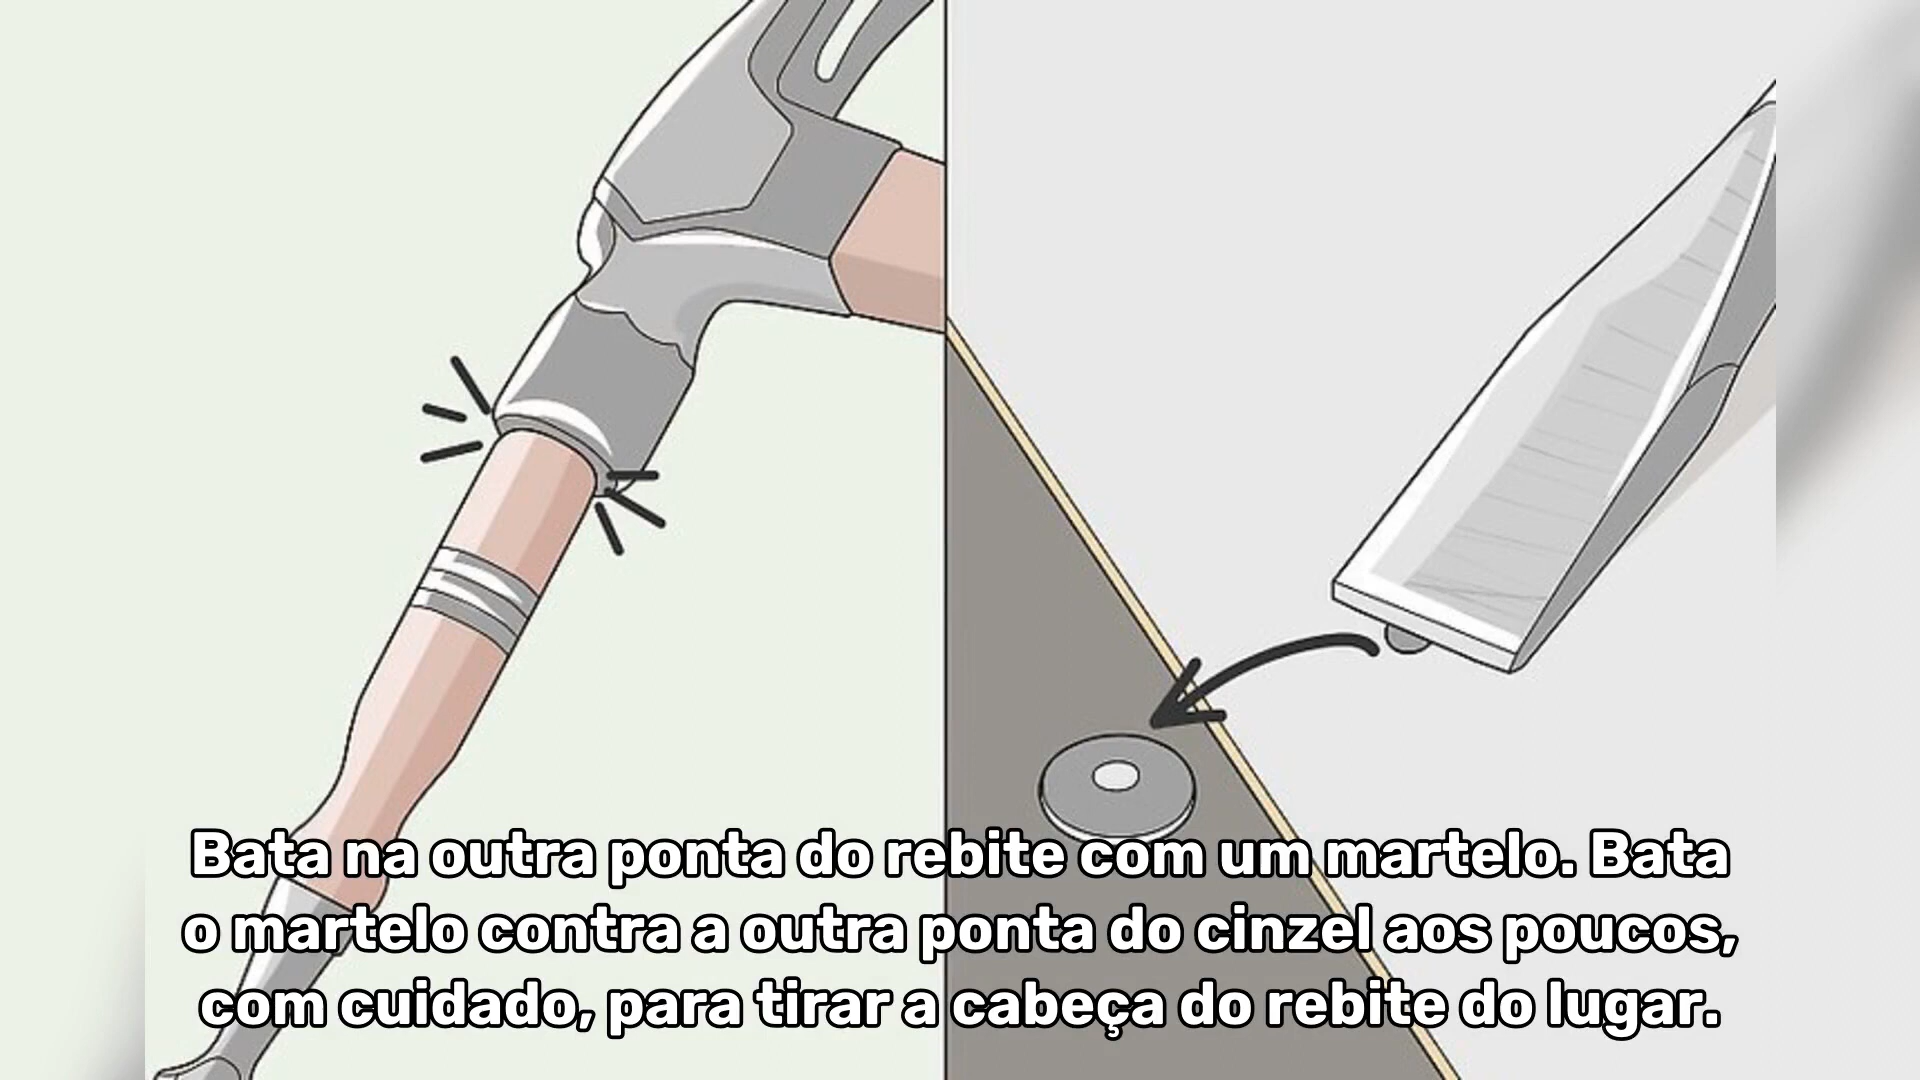 Bata na outra ponta do rebite com um martelo. Bata
o martelo contra a outra ponta do cinzel aos poucos,
com cuidado, para tirar a cabeça do rebite do lugar.